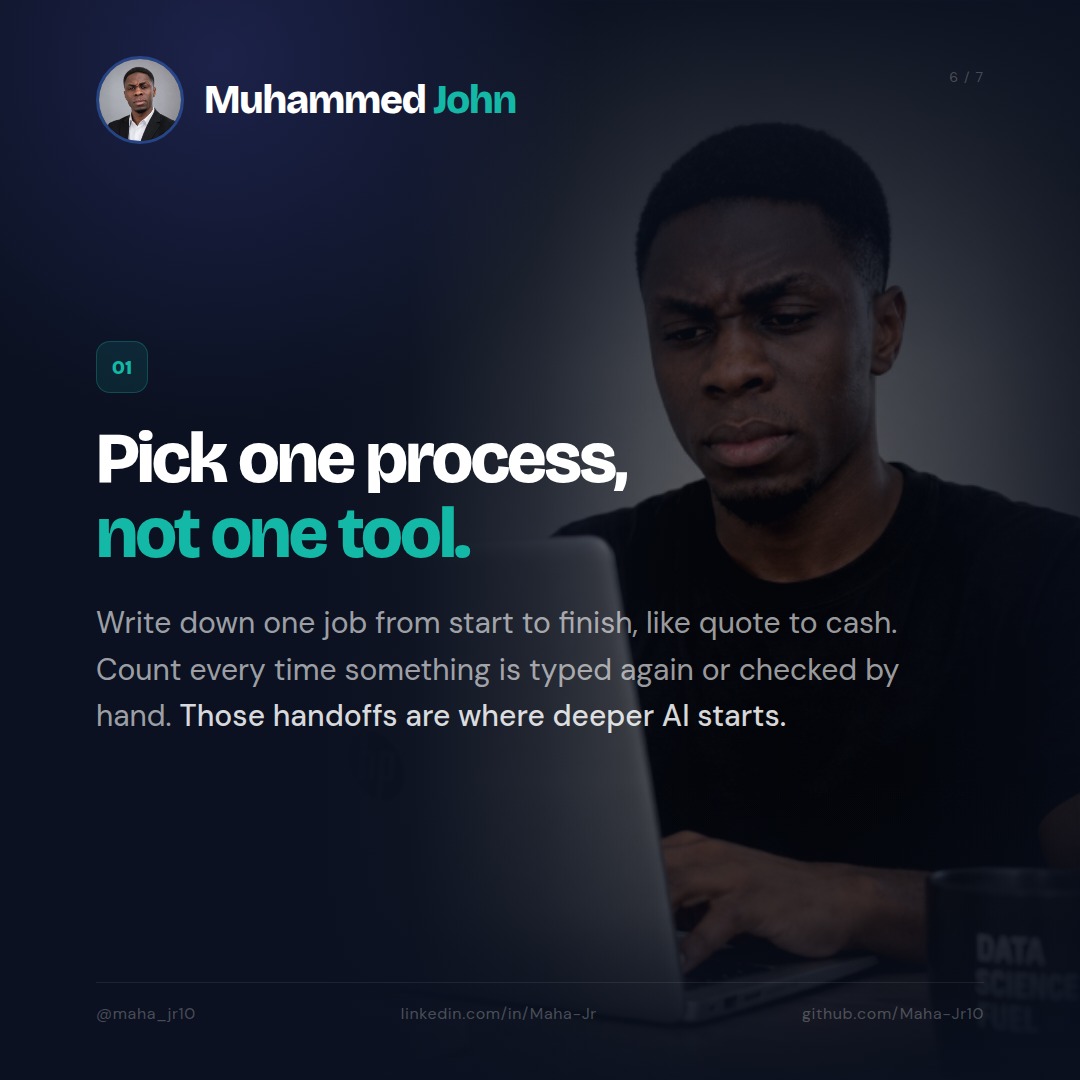 Muhammed John
6 / 7
01
Pick one process,
not one tool.
Write down one job from start to finish, like quote to cash.
Count every time something is typed again or checked by
hand. Those handoffs are where deeper AI starts.
DATA
SCIENCE
FUEL
@maha_jr10
linkedin.com/in/Maha-Jr
github.com/Maha-Jr10